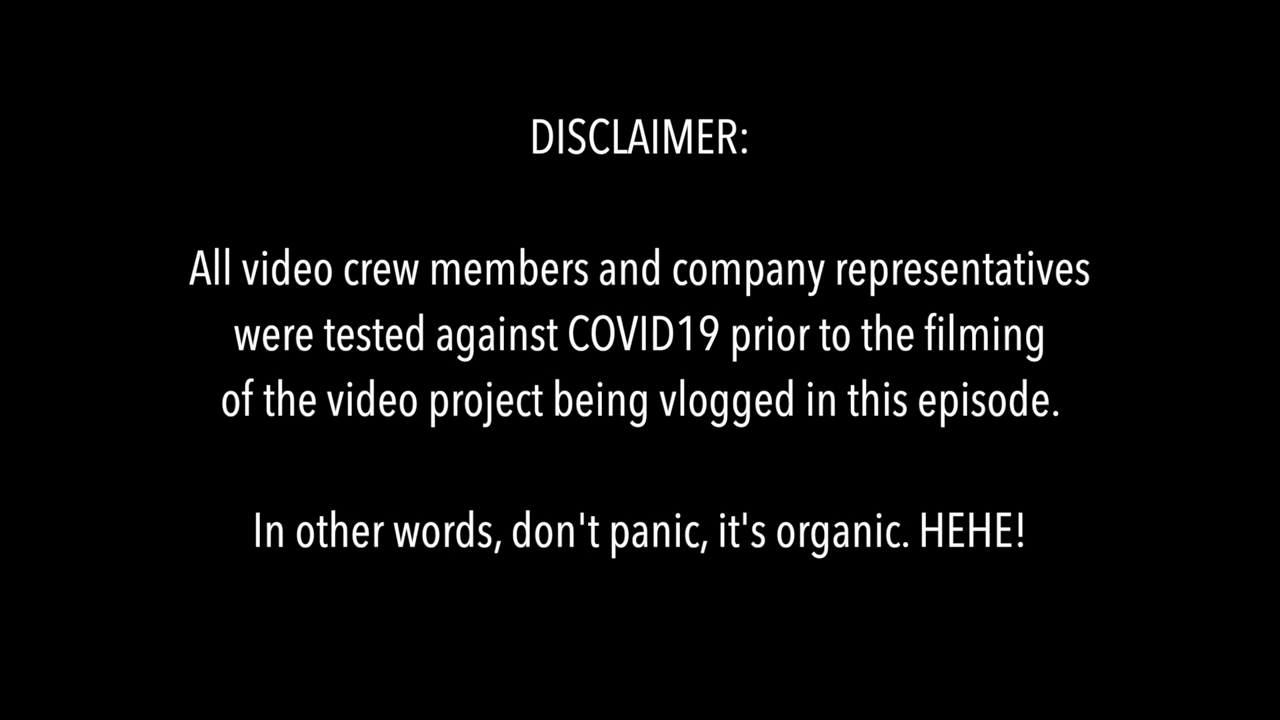 DISCLAIMER:
All video crew members and company representatives
were tested against COVID19 prior to the filming
of the video project being vlogged in this episode.
In other words, don't panic, it's organic. HEHE!